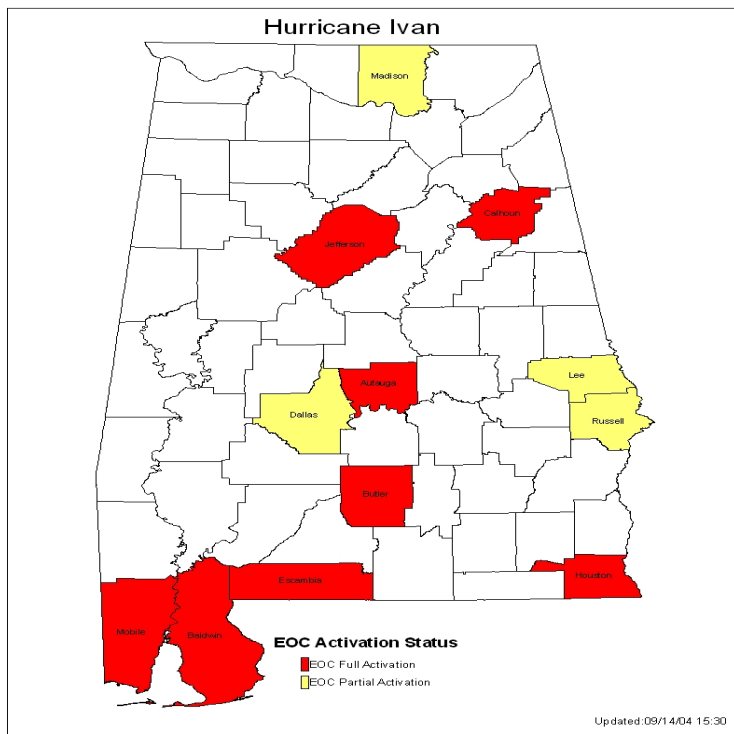 Hurricane Ivan
Madison
Calhoun
Jefferson
Autauga
Lee
Dallas
Russell
Butler
Escambia
Houston
Mobile
Baldwin
EOC Activation Status
EOC Full Activation
EOC Partial Activation
Updated:09/14/04 15:30